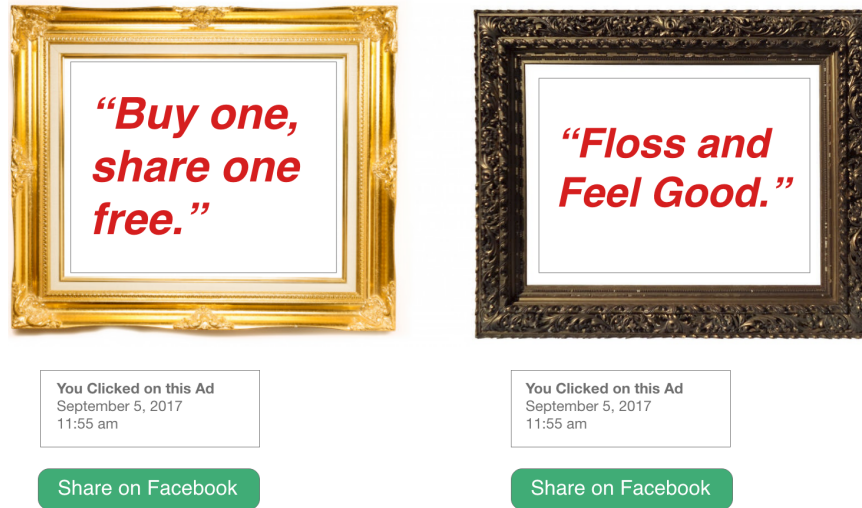 “Buy one,
share one
free.”
You Clicked on this Ad
September 5, 2017
11:55 am
Share on Facebook
“Floss and
Feel Good.”
You Clicked on this Ad
September 5, 2017
11:55 am
Share on Facebook